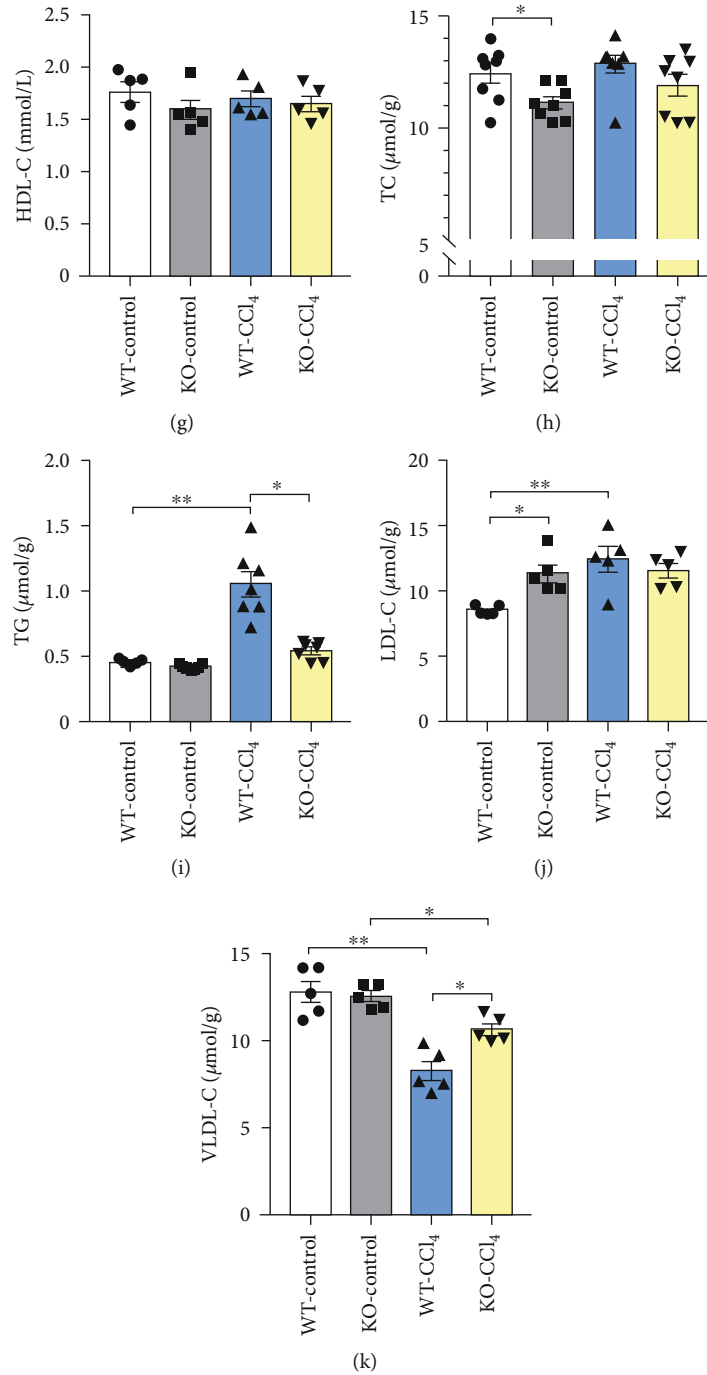 2.0
1.5
1.0
0.5
0
HDL-C (mmol/L)
WT-control
KO-control
WT-CCl₄
KO-CCl₄
(g)
*
15
10
5
0
TC (μmol/g)
WT-control
KO-control
WT-CCl₄
KO-CCl₄
(h)
**
*
2.0
1.5
1.0
0.5
0
TG (μmol/g)
WT-control
KO-control
WT-CCl₄
KO-CCl₄
(i)
**
*
20
15
10
5
0
LDL-C (μmol/g)
WT-control
KO-control
WT-CCl₄
KO-CCl₄
(j)
*
**
*
15
10
5
0
VLDL-C (μmol/g)
WT-control
KO-control
WT-CCl₄
KO-CCl₄
(k)